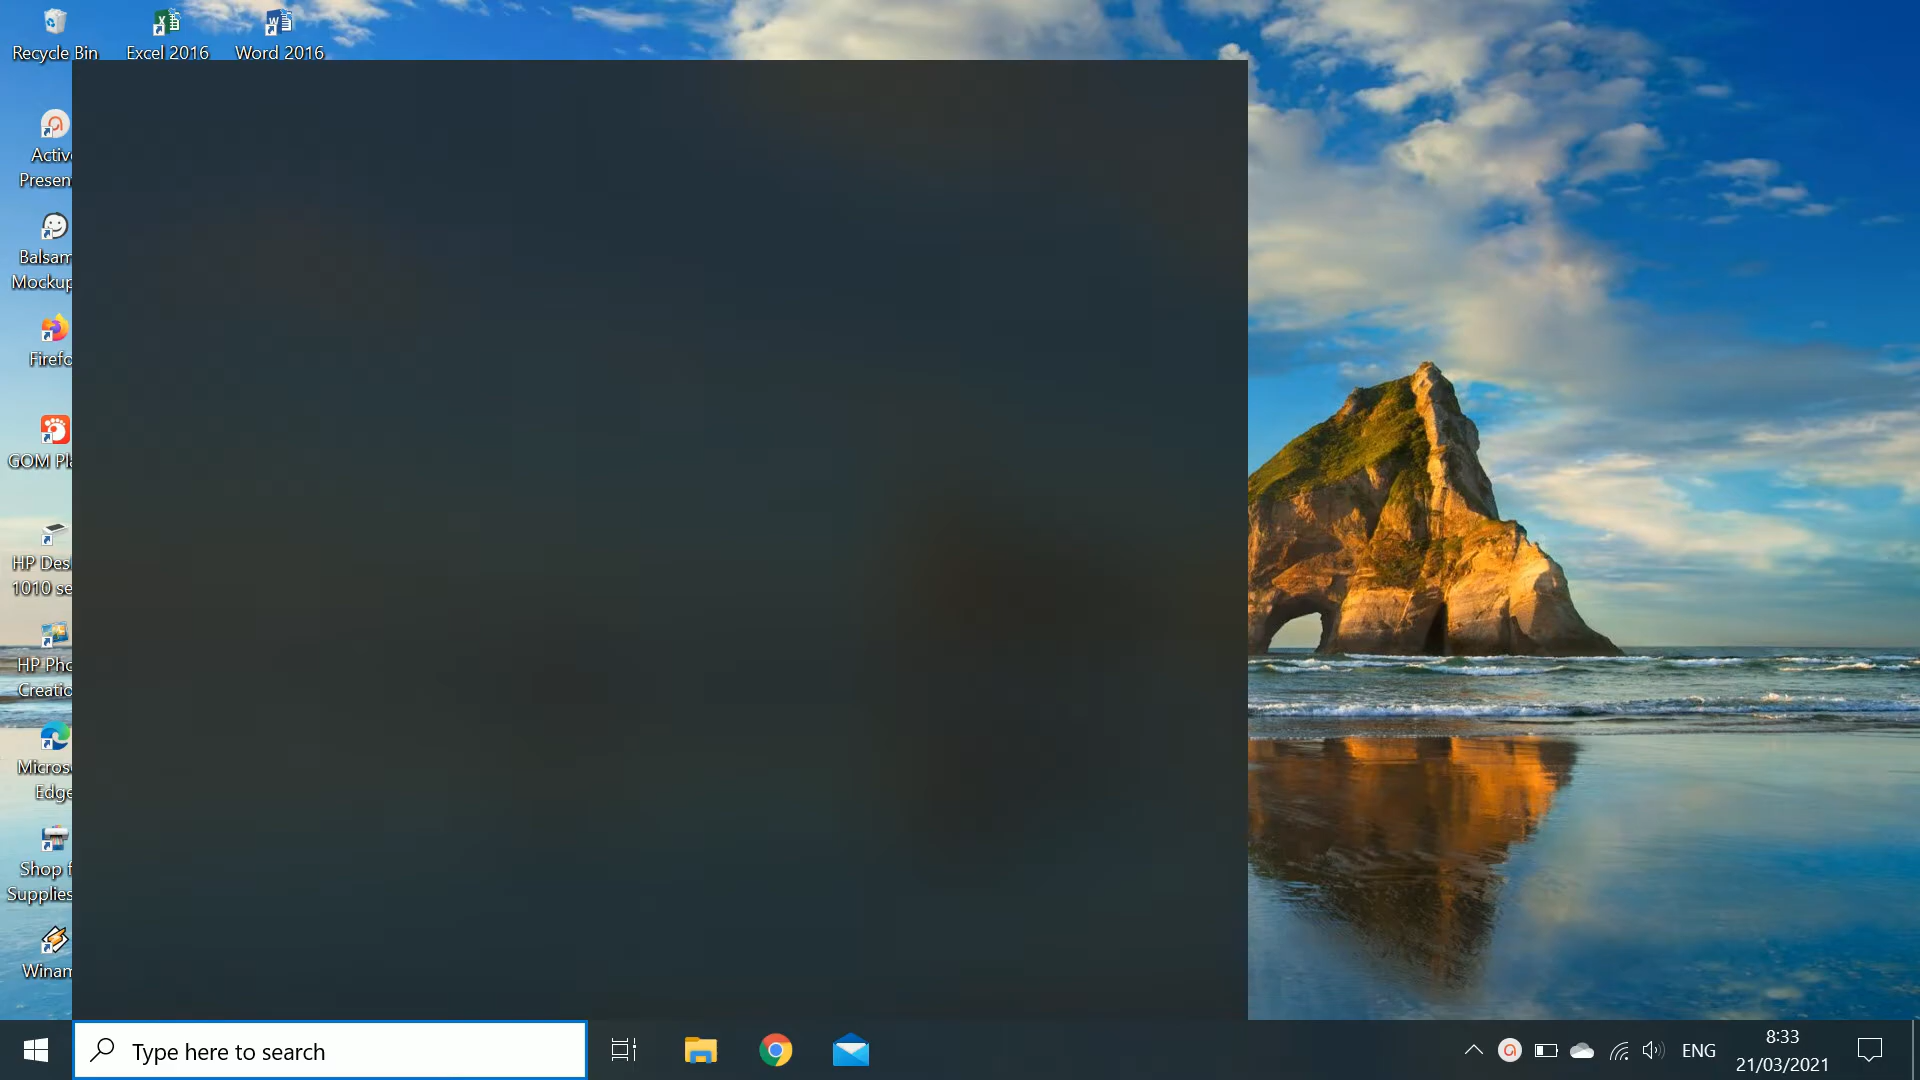 Recycle Bin
Excel 2016
Word 2016
Active
Presen
Balsam
Mockup
Firefo
GOM Pl
HP Des
1010 se
HP Pho
Creatio
Micros
Edge
Shop f
Supplies
Winam
Type here to search
ENG
8:33
21/03/2021